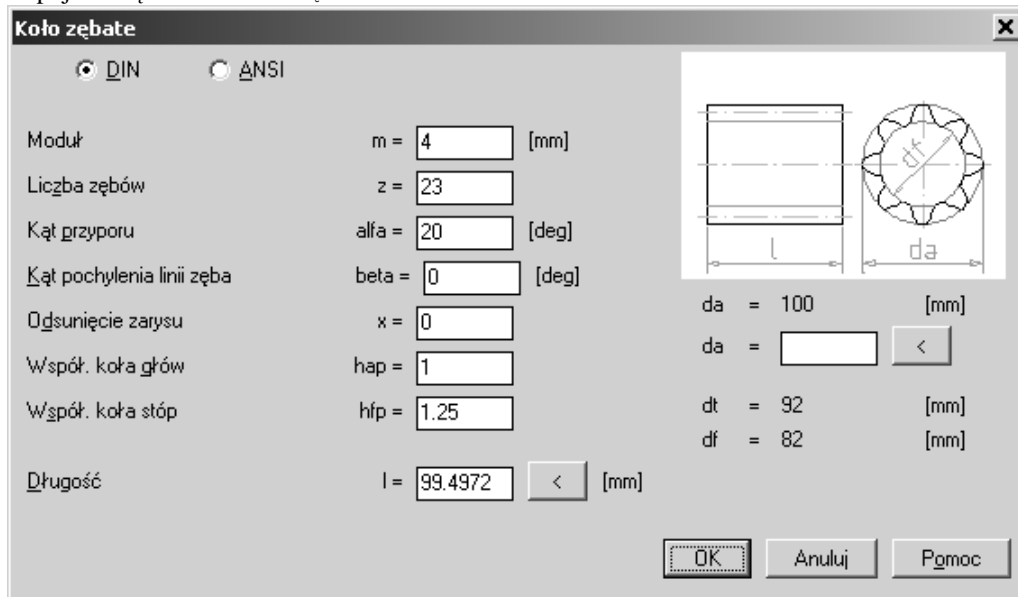 Koło zębate
DIN ANSI
Moduł m = 4 [mm]
Liczba zębów z = 23
Kąt przyporu alfa = 20 [deg]
Kąt pochylenia linii zęba beta = 0 [deg]
Odsunięcie zarysu x = 0
Współ. koła głów hap = 1
Współ. koła stóp hfp = 1.25
Długość l = 99.4972 < [mm]
df
l da
da = 100 [mm]
da = <
dt = 92 [mm]
df = 82 [mm]
OK Anuluj Pomoc